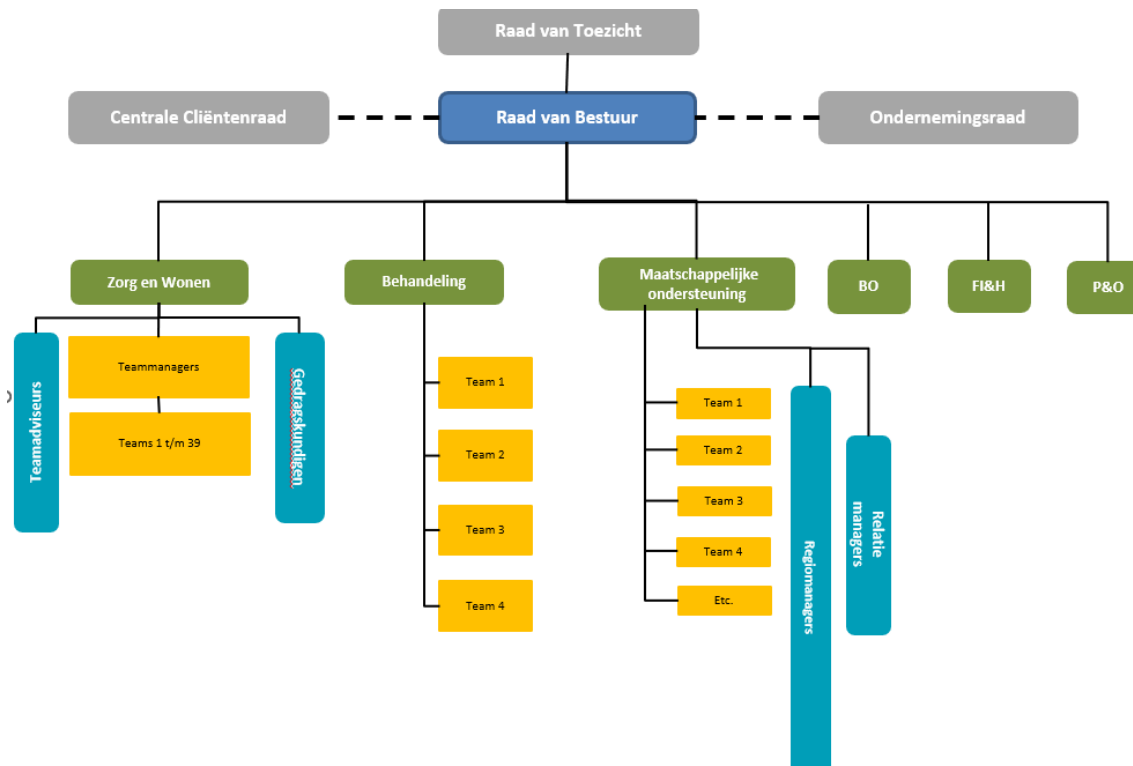 Raad van Toezicht
Centrale Cliëntenraad
Raad van Bestuur
Ondernemingsraad
Zorg en Wonen
Behandeling
Maatschappelijke
ondersteuning
BO
FI&H
P&O
Teamadviseurs
Teammanagers
Teams 1 t/m 39
Gedragskundigen
Team 1
Team 2
Team 3
Team 4
Team 1
Team 2
Team 3
Team 4
Etc.
Regiomanagers
Relatie
managers